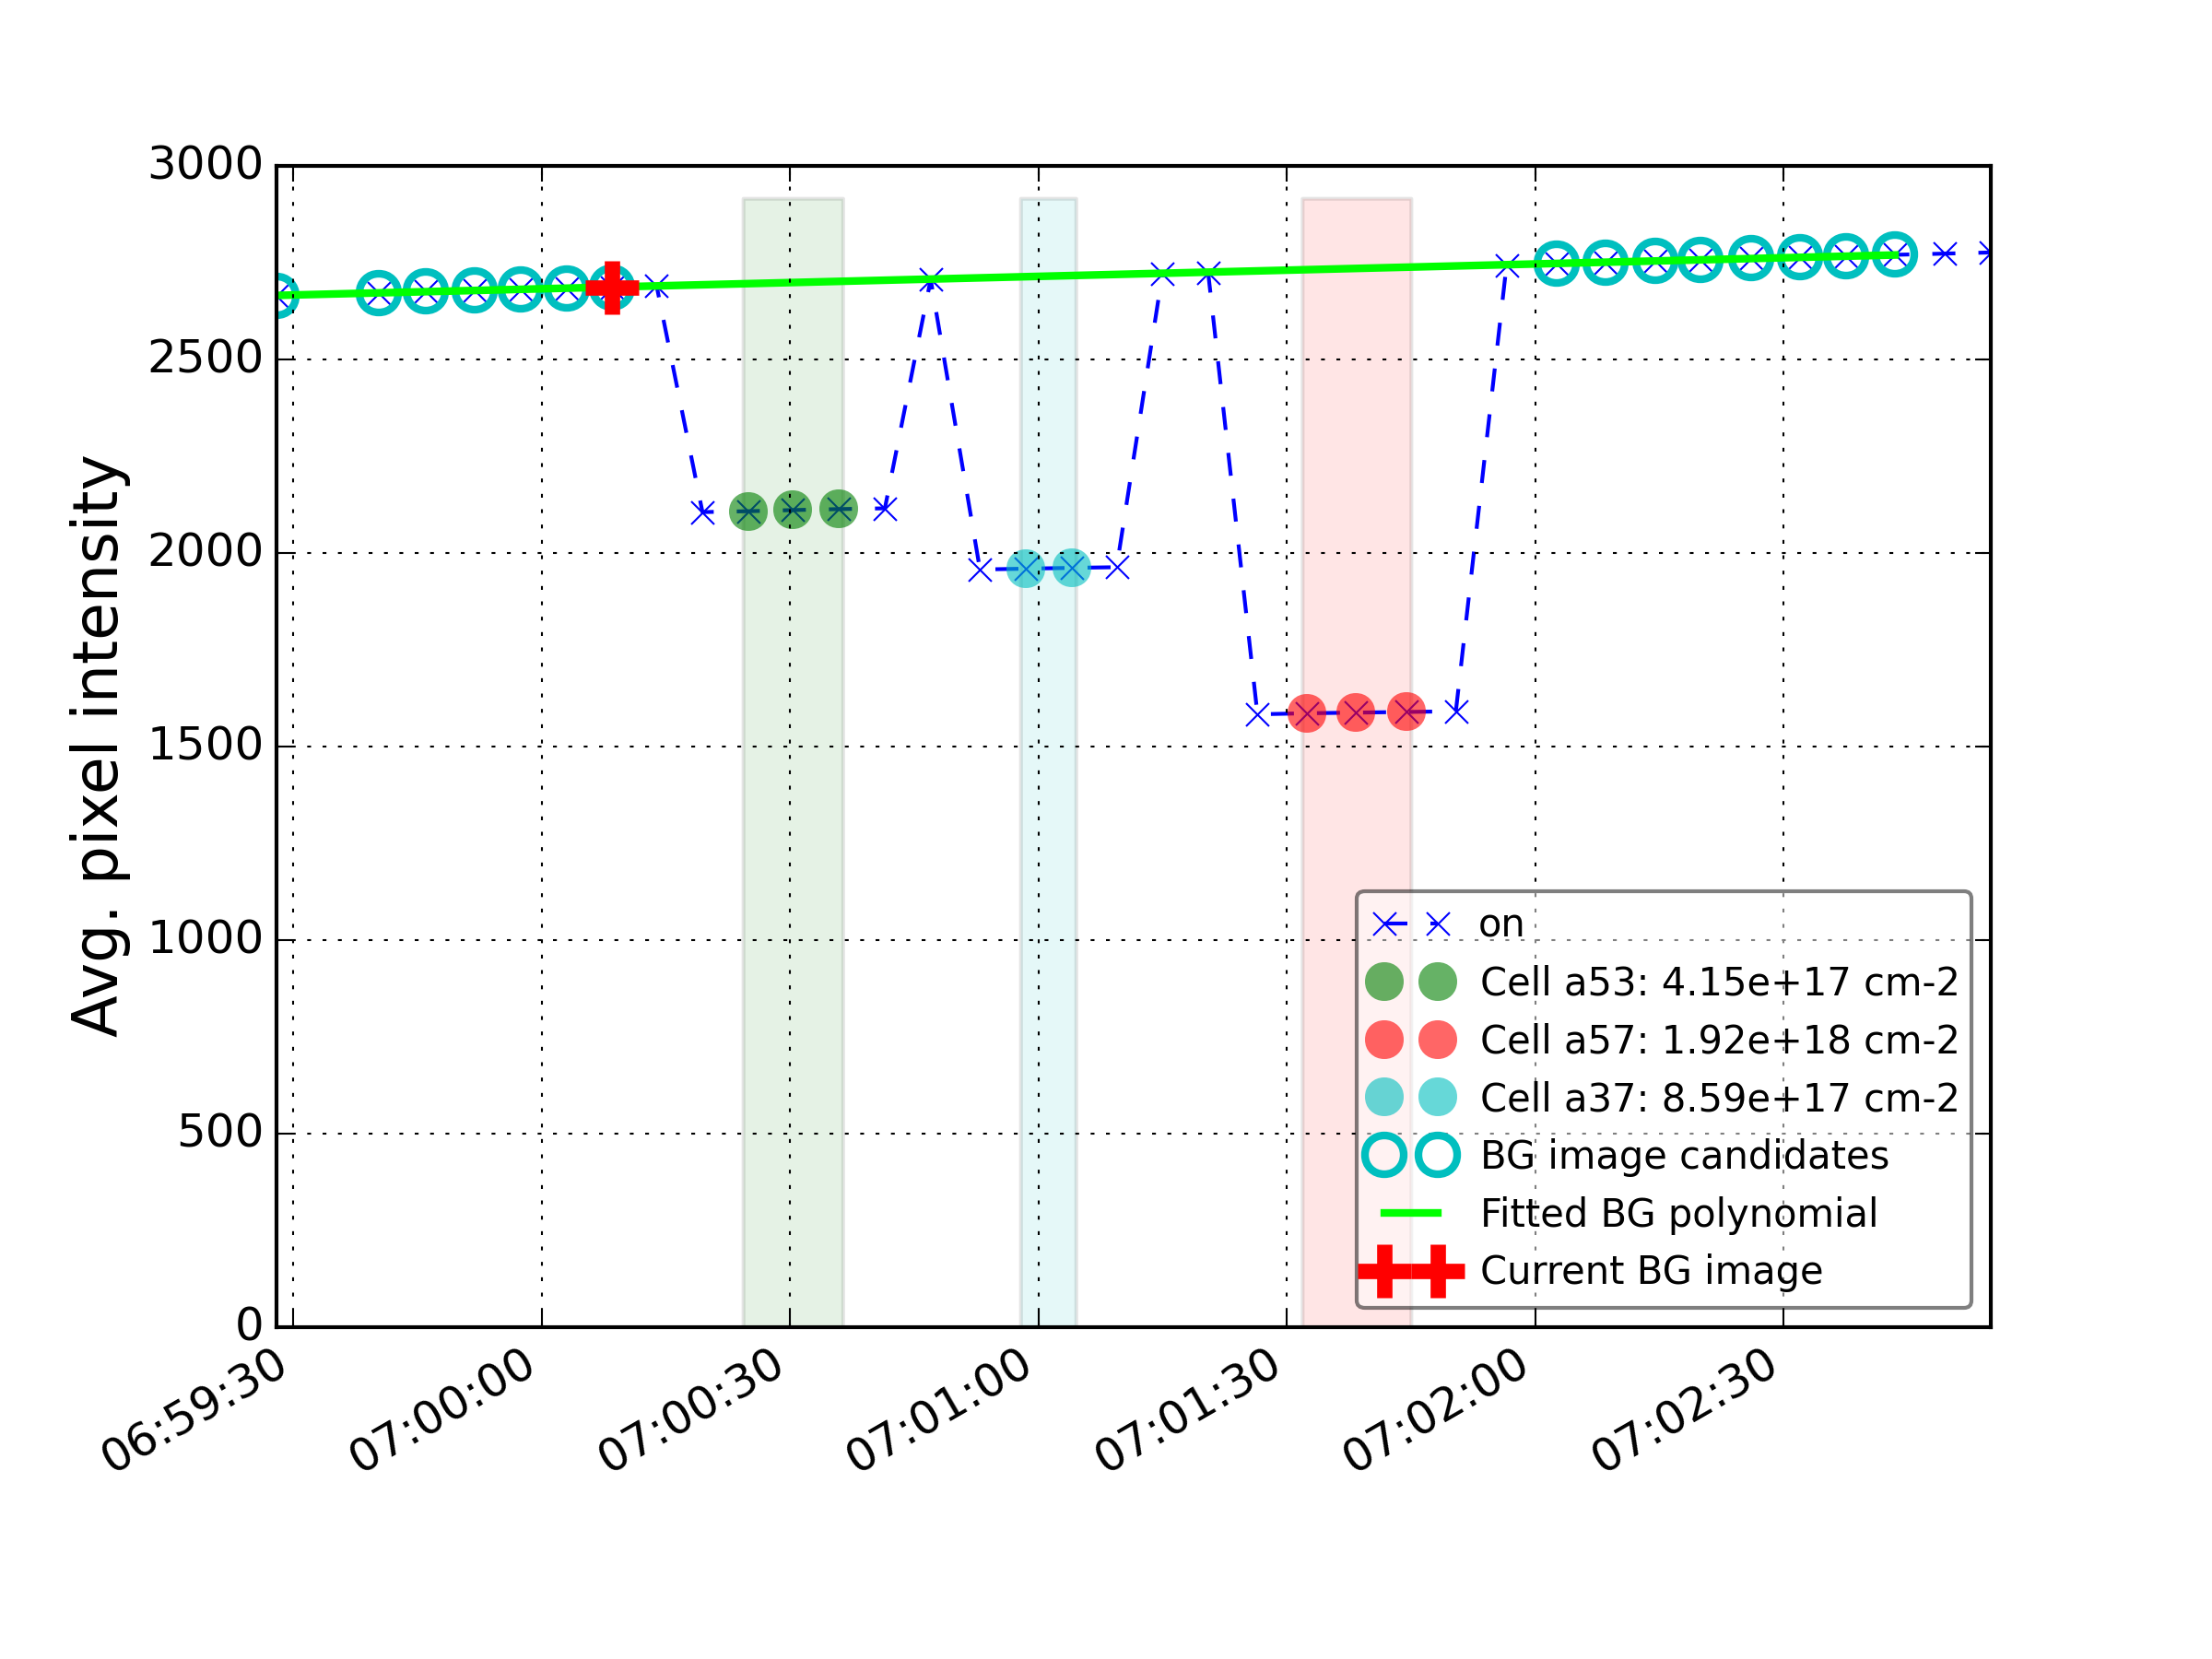 Avg. pixel intensity
3000
2500
2000
1500
1000
500
0
on
Cell a53: 4.15e+17 cm-2
Cell a57: 1.92e+18 cm-2
Cell a37: 8.59e+17 cm-2
BG image candidates
Fitted BG polynomial
Current BG image
06:59:30
07:00:00
07:00:30
07:01:00
07:01:30
07:02:00
07:02:30